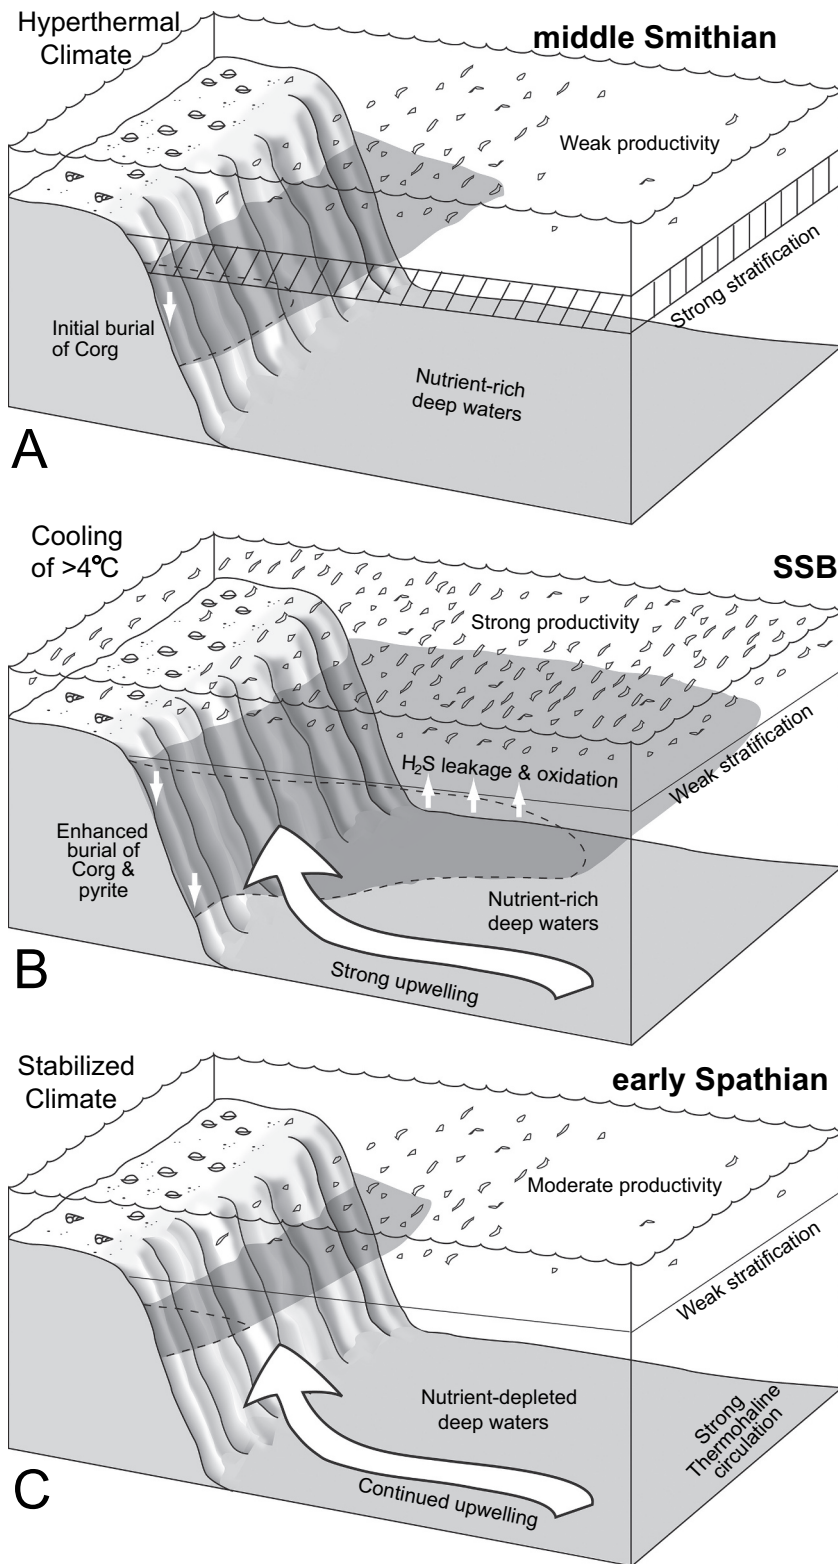 Hyperthermal
Climate
middle Smithian
Weak productivity
Strong stratification
Initial burial
of Corg
Nutrient-rich
deep waters
A
Cooling
of >4°C
SSB
Strong productivity
H₂S leakage & oxidation
Weak stratification
Enhanced
burial of
Corg &
pyrite
Nutrient-rich
deep waters
Strong upwelling
B
Stabilized
Climate
early Spathian
Moderate productivity
Weak stratification
Nutrient-depleted
deep waters
Strong
Thermohaline
circulation
Continued upwelling
C